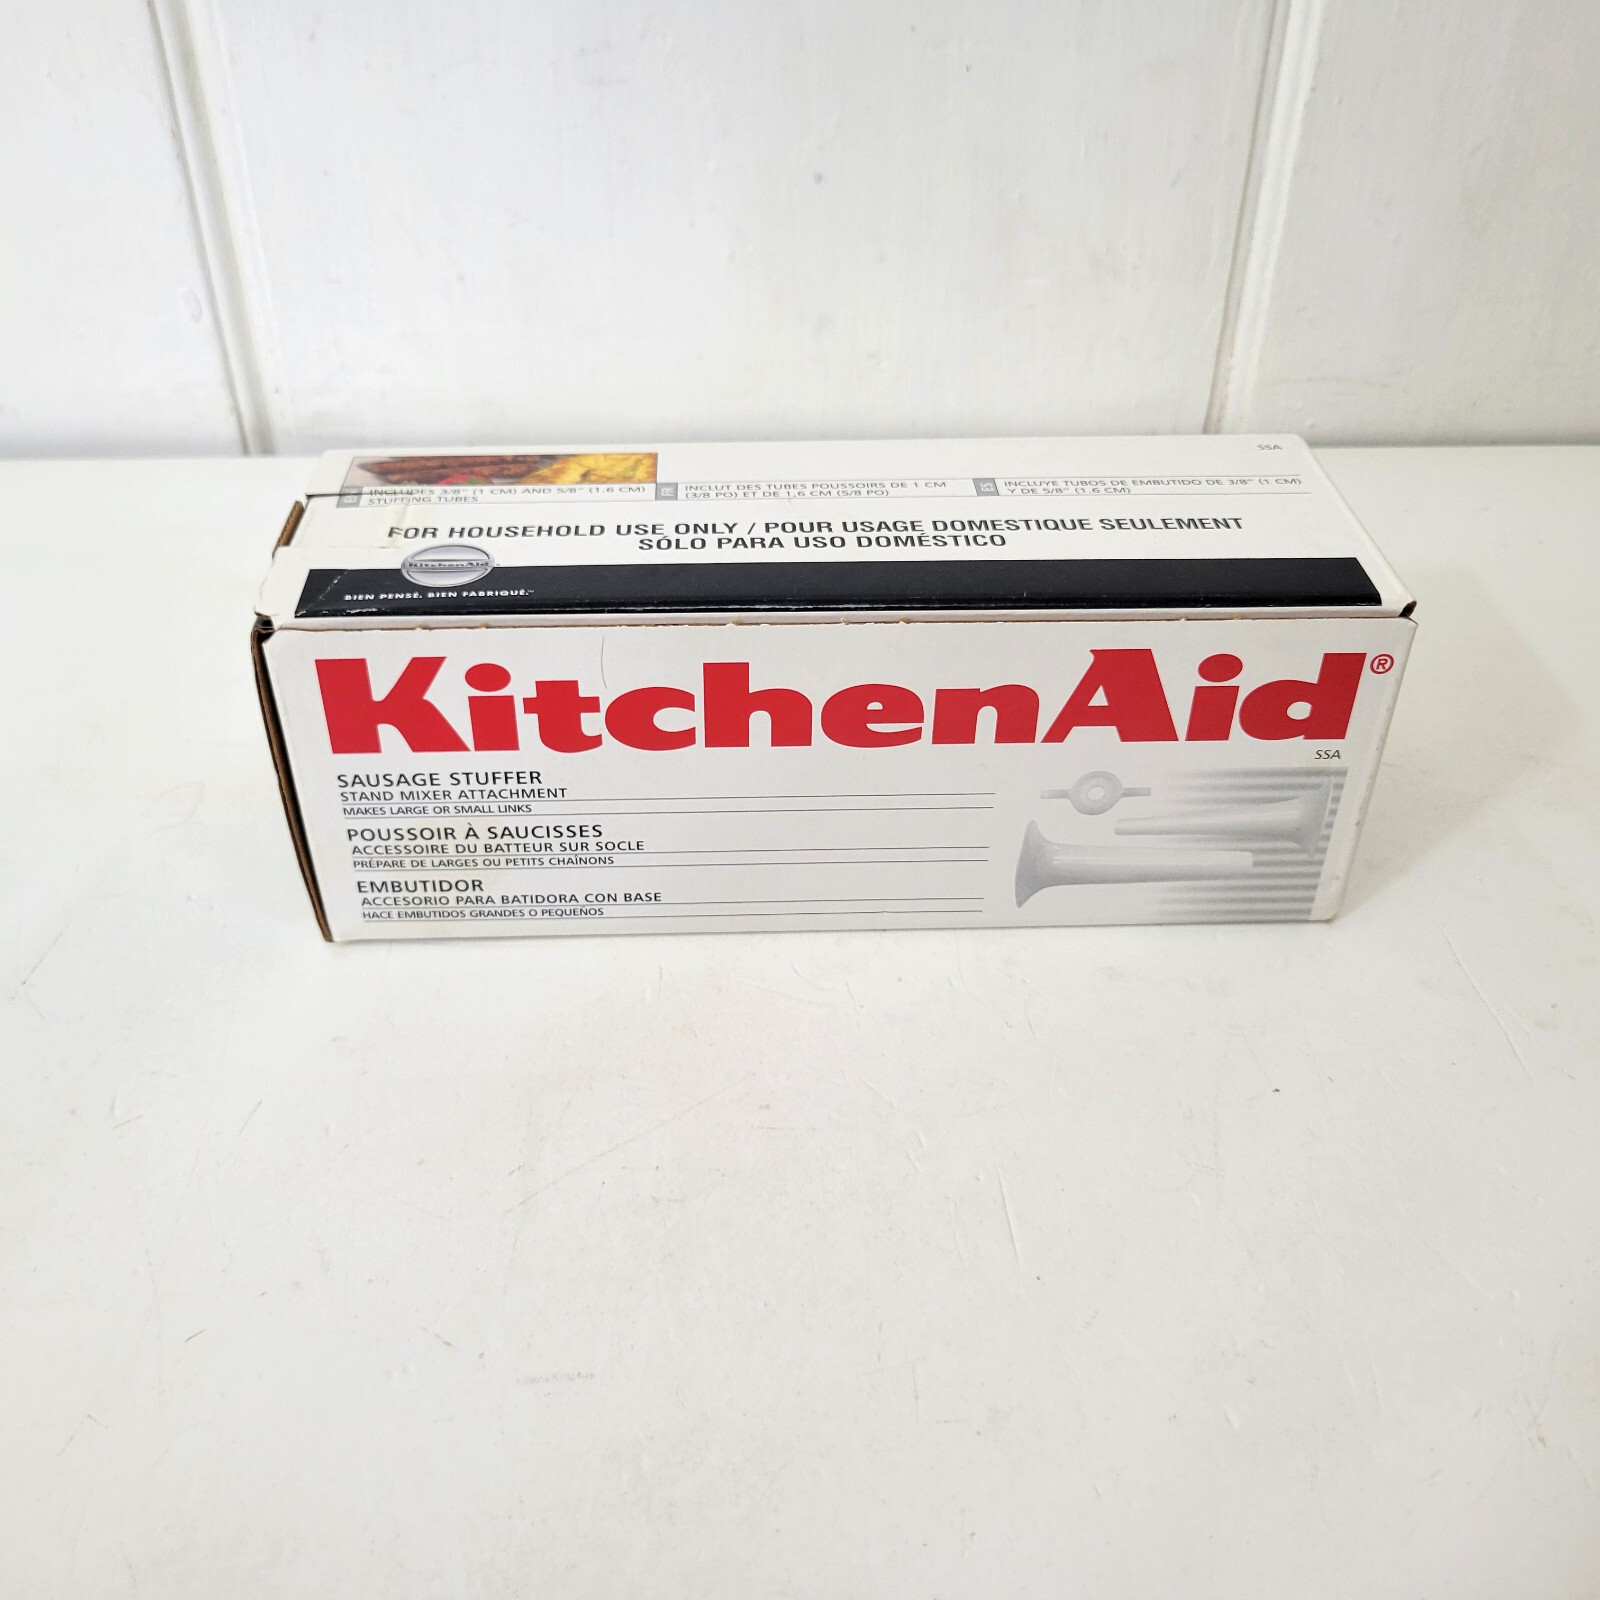 SSA
EN INCLUDES 3/8" (1 CM) AND 5/8" (1.6 CM)
STUFFING TUBES
FR INCLUT DES TUBES POUSSOIRS DE 1 CM
(3/8 PO) ET DE 1,6 CM (5/8 PO)
ES INCLUYE TUBOS DE EMBUTIDO DE 3/8" (1 CM)
Y DE 5/8" (1.6 CM)
FOR HOUSEHOLD USE ONLY / POUR USAGE DOMESTIQUE SEULEMENT
SÓLO PARA USO DOMÉSTICO
KitchenAid®
BIEN PENSÉ. BIEN FABRIQUÉ.™
KitchenAid®
SSA
SAUSAGE STUFFER
STAND MIXER ATTACHMENT
MAKES LARGE OR SMALL LINKS
POUSSOIR À SAUCISSES
ACCESSOIRE DU BATTEUR SUR SOCLE
PRÉPARE DE LARGES OU PETITS CHAÎNONS
EMBUTIDOR
ACCESORIO PARA BATIDORA CON BASE
HACE EMBUTIDOS GRANDES O PEQUEÑOS